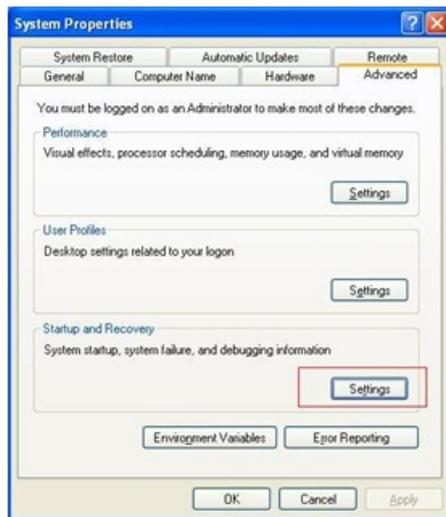 System Properties
System Restore Automatic Updates Remote
General Computer Name Hardware Advanced
You must be logged on as an Administrator to make most of these changes.
Performance
Visual effects, processor scheduling, memory usage, and virtual memory
Settings
User Profiles
Desktop settings related to your logon
Settings
Startup and Recovery
System startup, system failure, and debugging information
Settings
Environment Variables Error Reporting
OK Cancel Apply